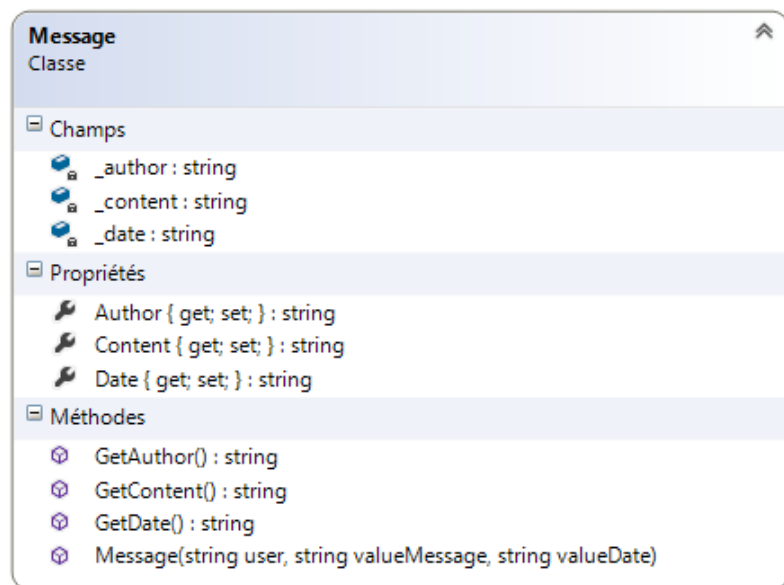 Message
Classe
Champs
_author : string
_content : string
_date : string
Propriétés
Author { get; set; } : string
Content { get; set; } : string
Date { get; set; } : string
Méthodes
GetAuthor() : string
GetContent() : string
GetDate() : string
Message(string user, string valueMessage, string valueDate)